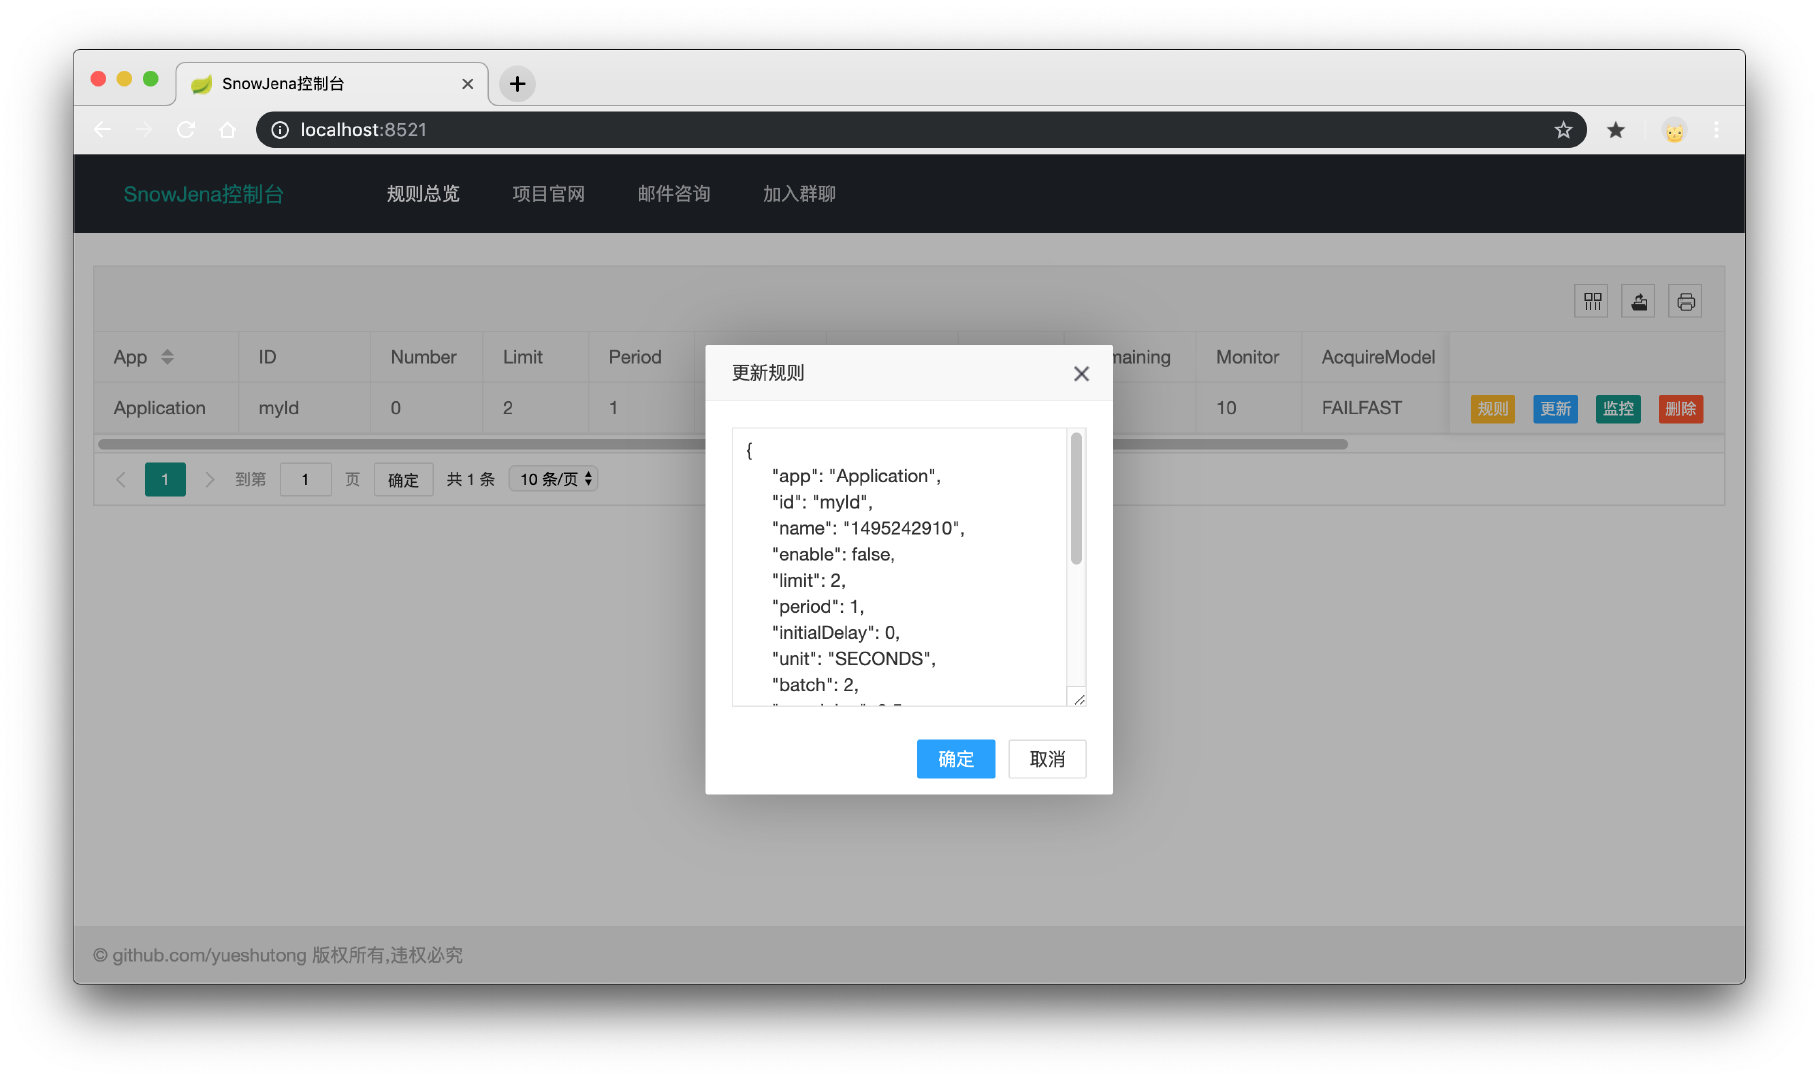 SnowJena控制台
localhost:8521
SnowJena控制台 规则总览 项目官网 邮件咨询 加入群聊
App ID Number Limit Period maining Monitor AcquireModel
Application myId 0 2 1 10 FAILFAST 规则 更新 监控 删除
1 到第 1 页 确定 共 1 条 10 条/页
更新规则
{
"app": "Application",
"id": "myId",
"name": "1495242910",
"enable": false,
"limit": 2,
"period": 1,
"initialDelay": 0,
"unit": "SECONDS",
"batch": 2,
确定 取消
© github.com/yueshutong 版权所有,违权必究